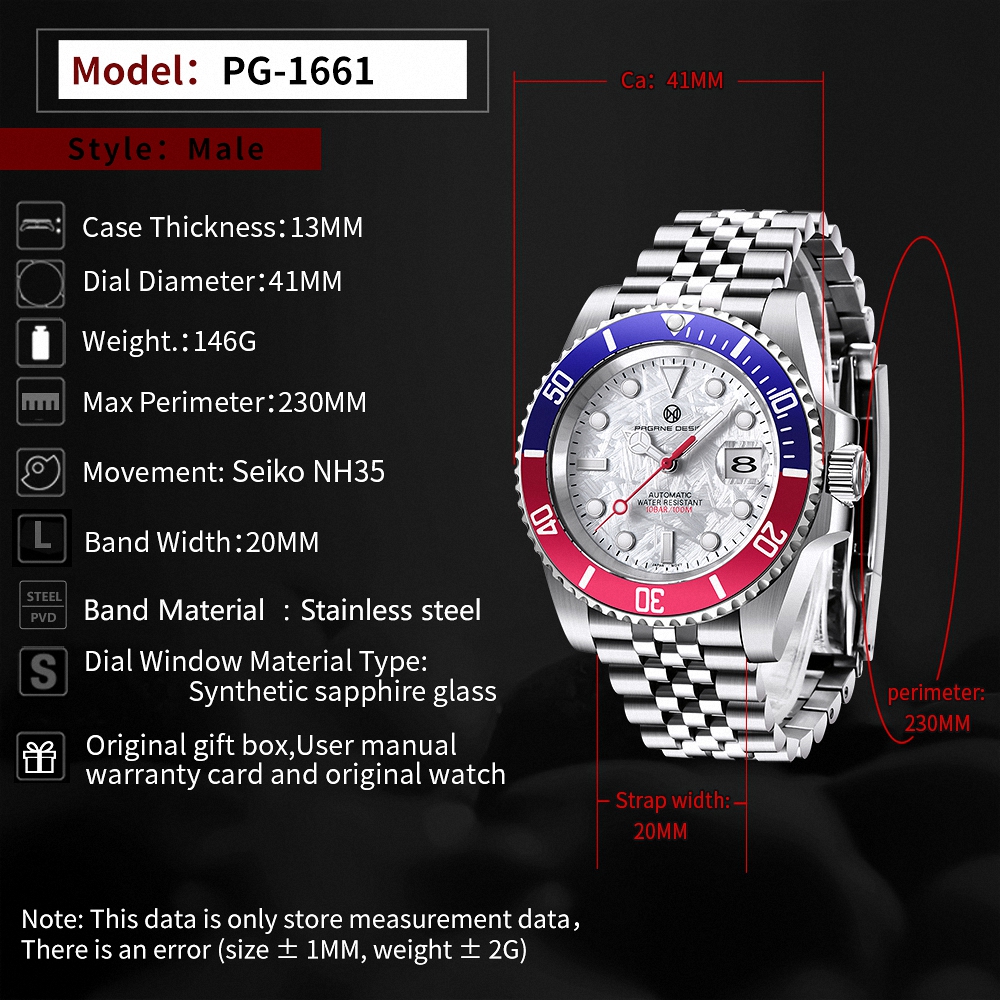 Model: PG-1661
Ca: 41MM
Style: Male
Case Thickness:13MM
Dial Diameter:41MM
Weight.:146G
Max Perimeter:230MM
Movement: Seiko NH35
L
Band Width:20MM
STEEL
PVD
Band Material : Stainless steel
S
Dial Window Material Type:
Synthetic sapphire glass
Original gift box,User manual
warranty card and original watch
50
10
40
20
30
PAGANE DESI
8
AUTOMATIC
WATER RESISTANT
10BAR/100M
perimeter:
230MM
Strap width:
20MM
Note: This data is only store measurement data,
There is an error (size ± 1MM, weight ± 2G)